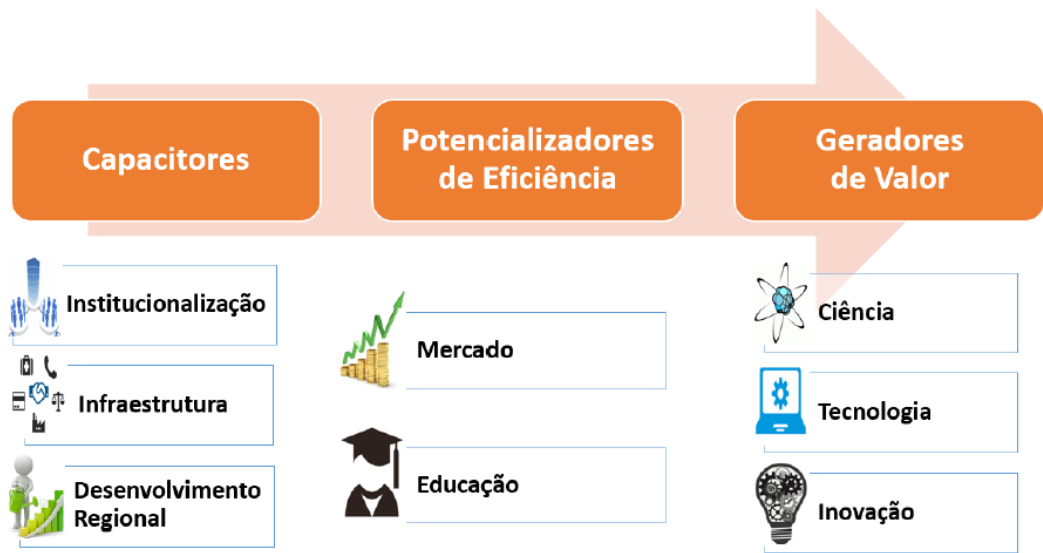 Capacitores
Potencializadores
de Eficiência
Geradores
de Valor
Institucionalização
Infraestrutura
Desenvolvimento
Regional
Mercado
Educação
Ciência
Tecnologia
Inovação